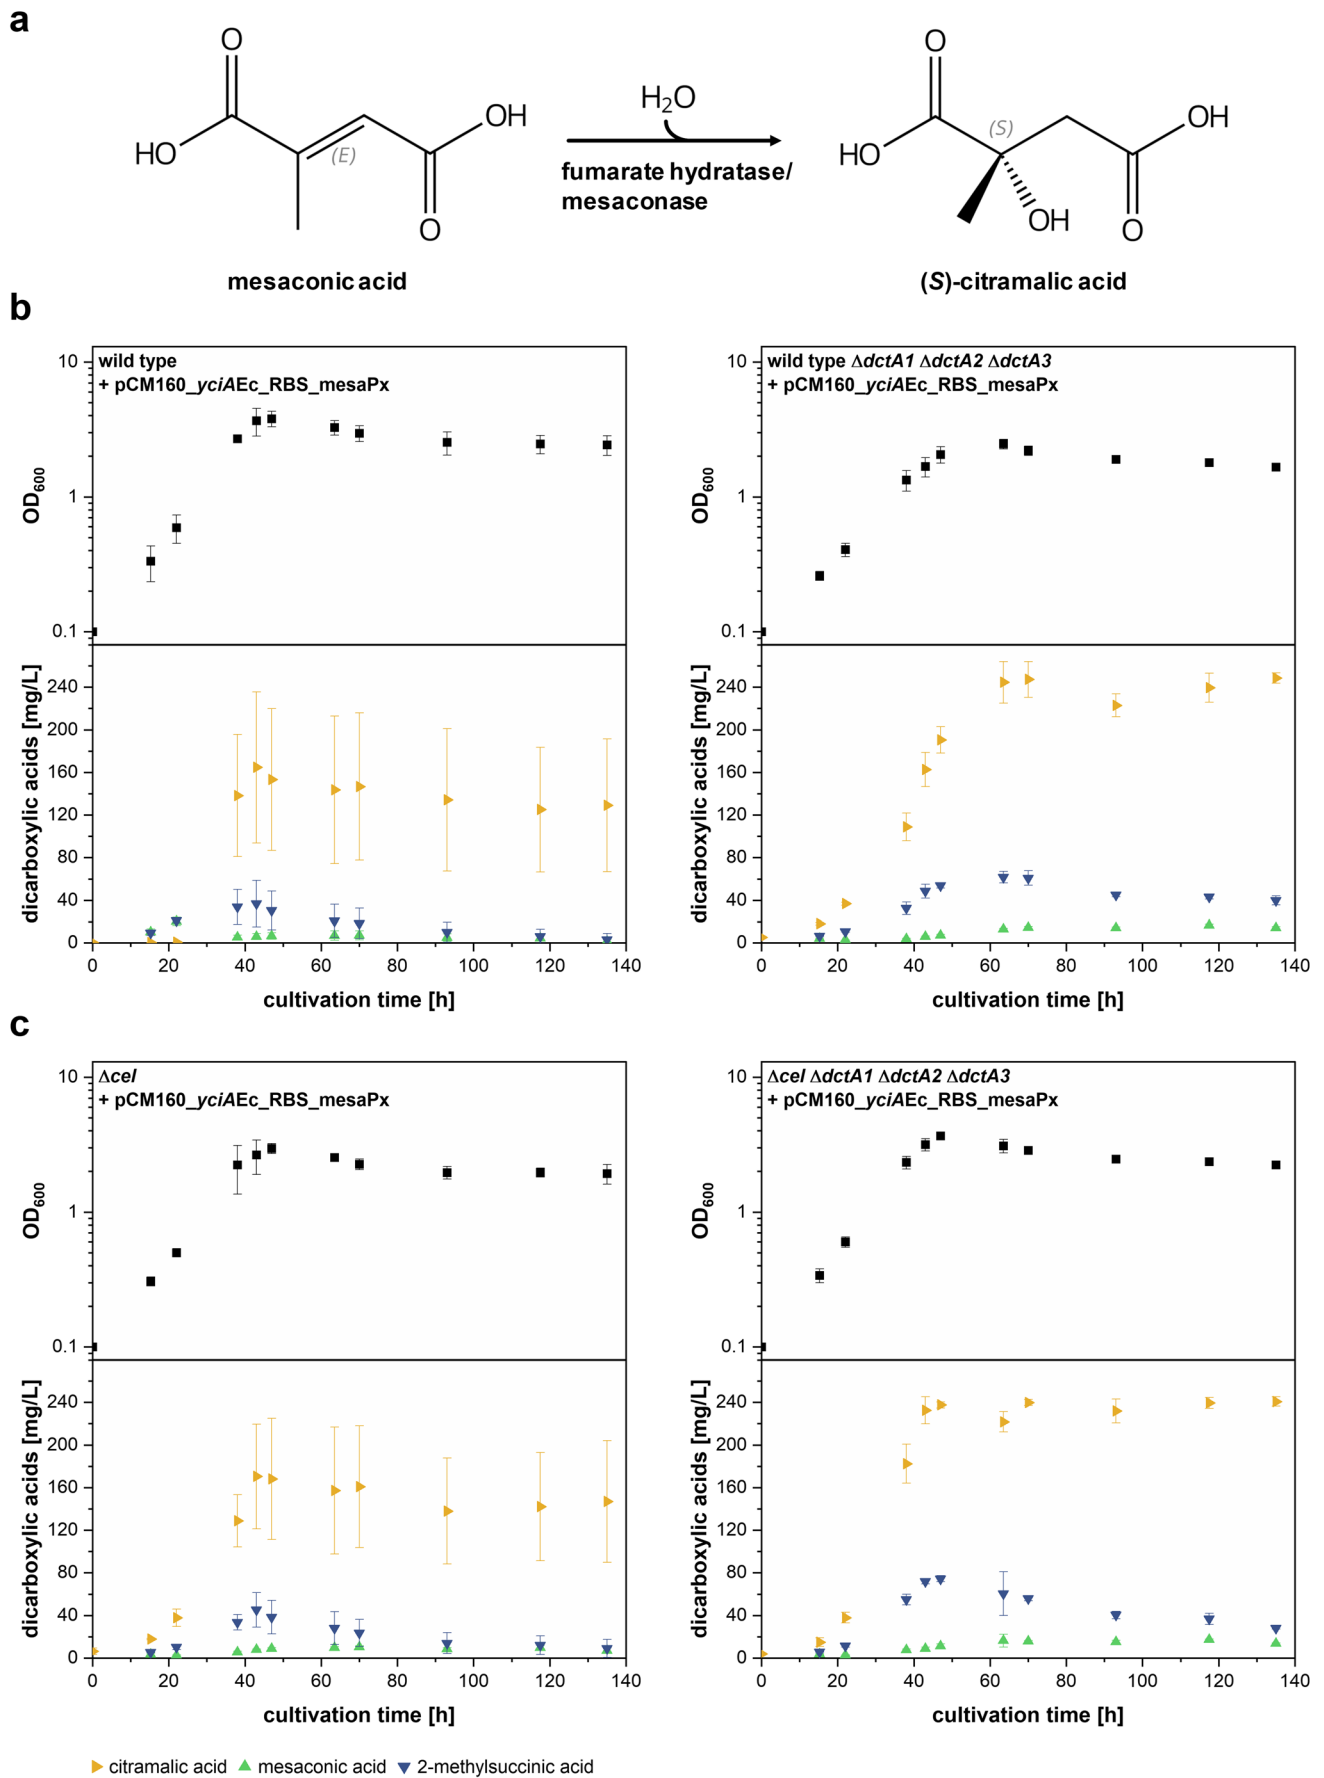 a
O
OH
HO
(E)
O
mesaconic acid
H2O
fumarate hydratase/
mesaconase
O
OH
HO
(S)
OH
O
(S)-citramalic acid
b
wild type
+ pCM160_yciAEc_RBS_mesaPx
10
1
0.1
OD600
240
200
160
120
80
40
0
dicarboxylic acids [mg/L]
0 20 40 60 80 100 120 140
cultivation time [h]
wild type ΔdctA1 ΔdctA2 ΔdctA3
+ pCM160_yciAEc_RBS_mesaPx
10
1
0.1
OD600
240
200
160
120
80
40
0
dicarboxylic acids [mg/L]
0 20 40 60 80 100 120 140
cultivation time [h]
c
Δcel
+ pCM160_yciAEc_RBS_mesaPx
10
1
0.1
OD600
240
200
160
120
80
40
0
dicarboxylic acids [mg/L]
0 20 40 60 80 100 120 140
cultivation time [h]
Δcel ΔdctA1 ΔdctA2 ΔdctA3
+ pCM160_yciAEc_RBS_mesaPx
10
1
0.1
OD600
240
200
160
120
80
40
0
dicarboxylic acids [mg/L]
0 20 40 60 80 100 120 140
cultivation time [h]
citramalic acid mesaconic acid 2-methylsuccinic acid